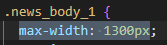 .news_body_1 {
max-width: 1300px;